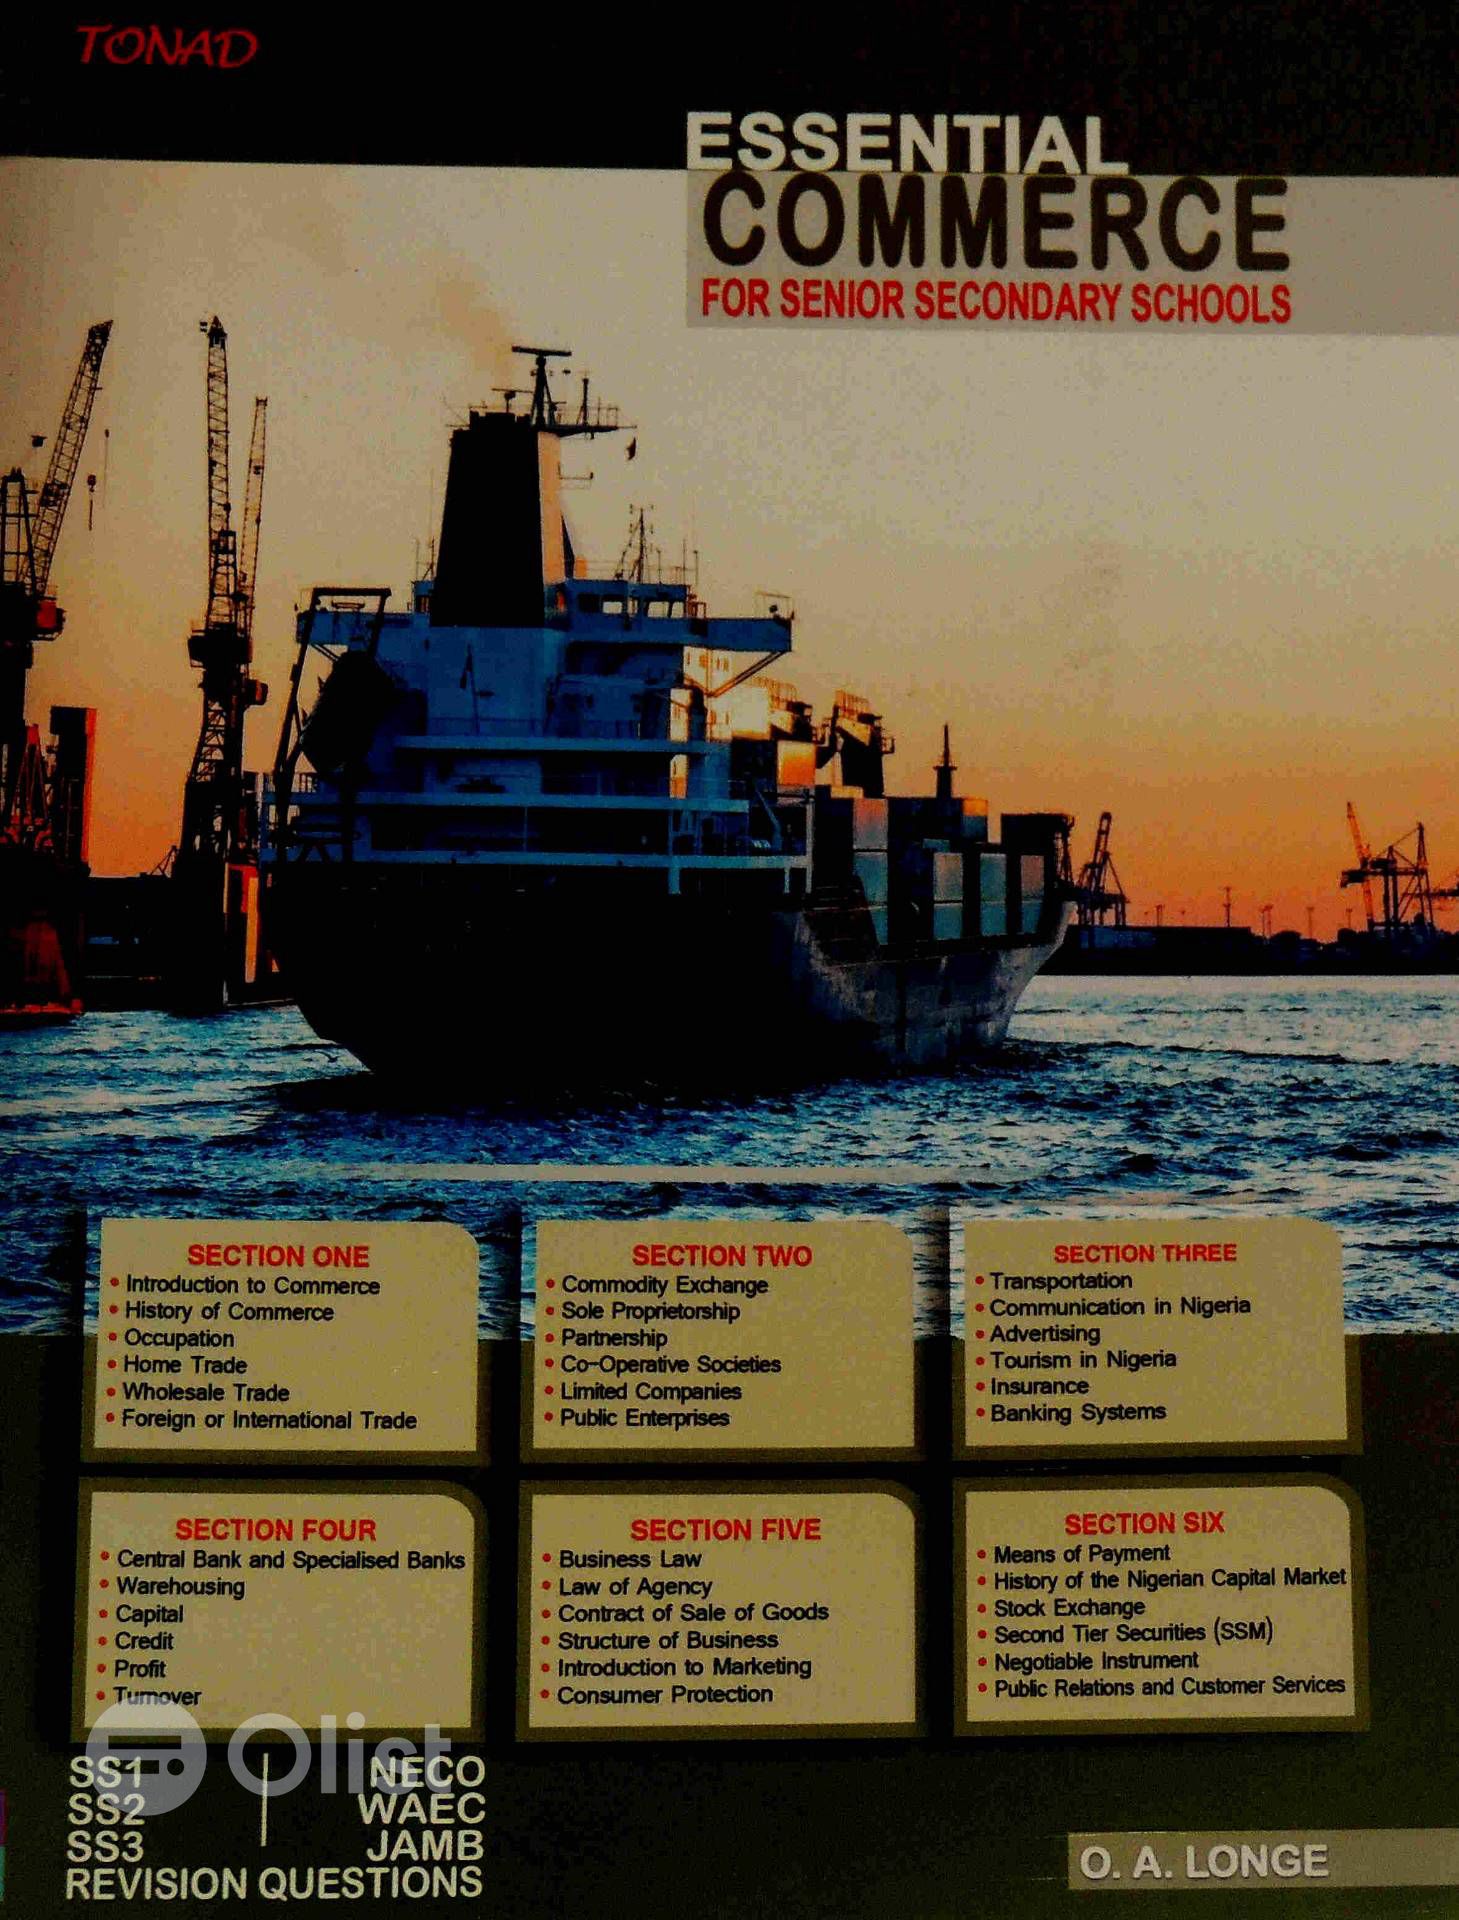 TONAD
ESSENTIAL
COMMERCE
FOR SENIOR SECONDARY SCHOOLS
SECTION ONE
• Introduction to Commerce
• History of Commerce
• Occupation
• Home Trade
• Wholesale Trade
• Foreign or International Trade
SECTION TWO
• Commodity Exchange
• Sole Proprietorship
• Partnership
• Co-Operative Societies
• Limited Companies
• Public Enterprises
SECTION THREE
• Transportation
• Communication in Nigeria
• Advertising
• Tourism in Nigeria
• Insurance
• Banking Systems
SECTION FOUR
• Central Bank and Specialised Banks
• Warehousing
• Capital
• Credit
• Profit
• Turnover
SECTION FIVE
• Business Law
• Law of Agency
• Contract of Sale of Goods
• Structure of Business
• Introduction to Marketing
• Consumer Protection
SECTION SIX
• Means of Payment
• History of the Nigerian Capital Market
• Stock Exchange
• Second Tier Securities (SSM)
• Negotiable Instrument
• Public Relations and Customer Services
Olist
SS1 NECO
SS2 WAEC
SS3 JAMB
REVISION QUESTIONS
O. A. LONGE